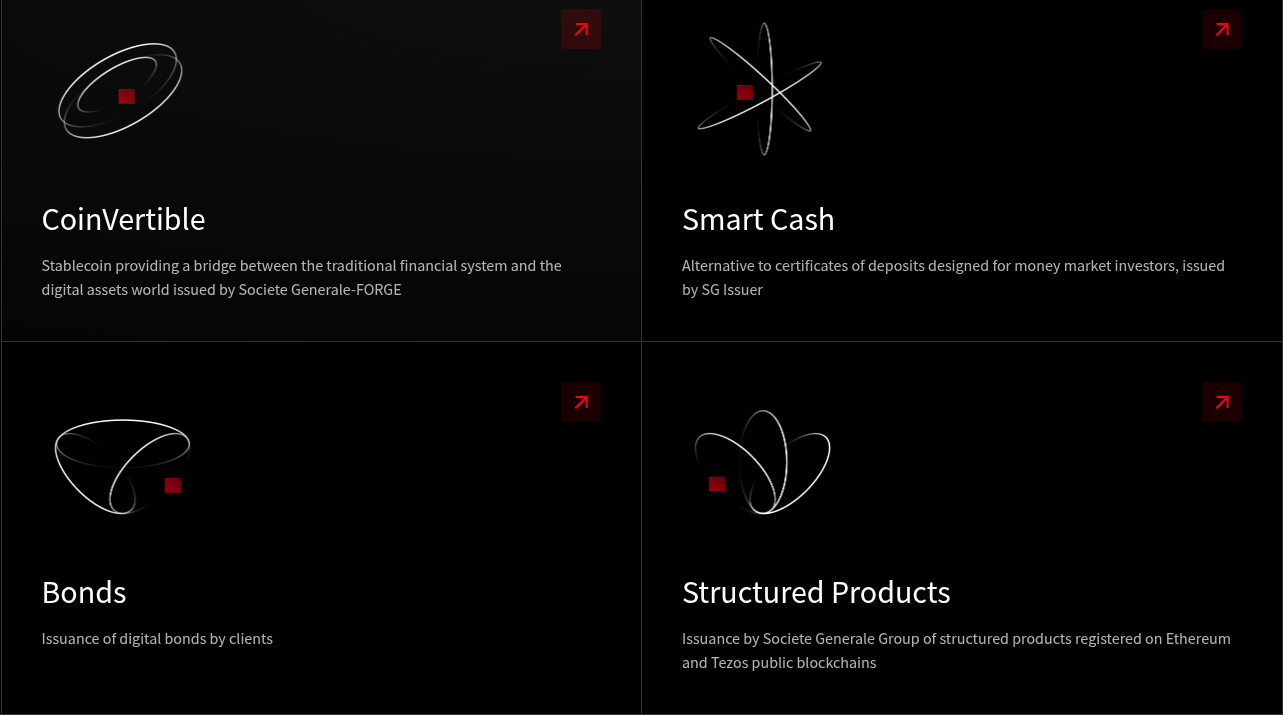 CoinVertible
Stablecoin providing a bridge between the traditional financial system and the
digital assets world issued by Societe Generale-FORGE
Smart Cash
Alternative to certificates of deposits designed for money market investors, issued
by SG Issuer
Bonds
Issuance of digital bonds by clients
Structured Products
Issuance by Societe Generale Group of structured products registered on Ethereum
and Tezos public blockchains